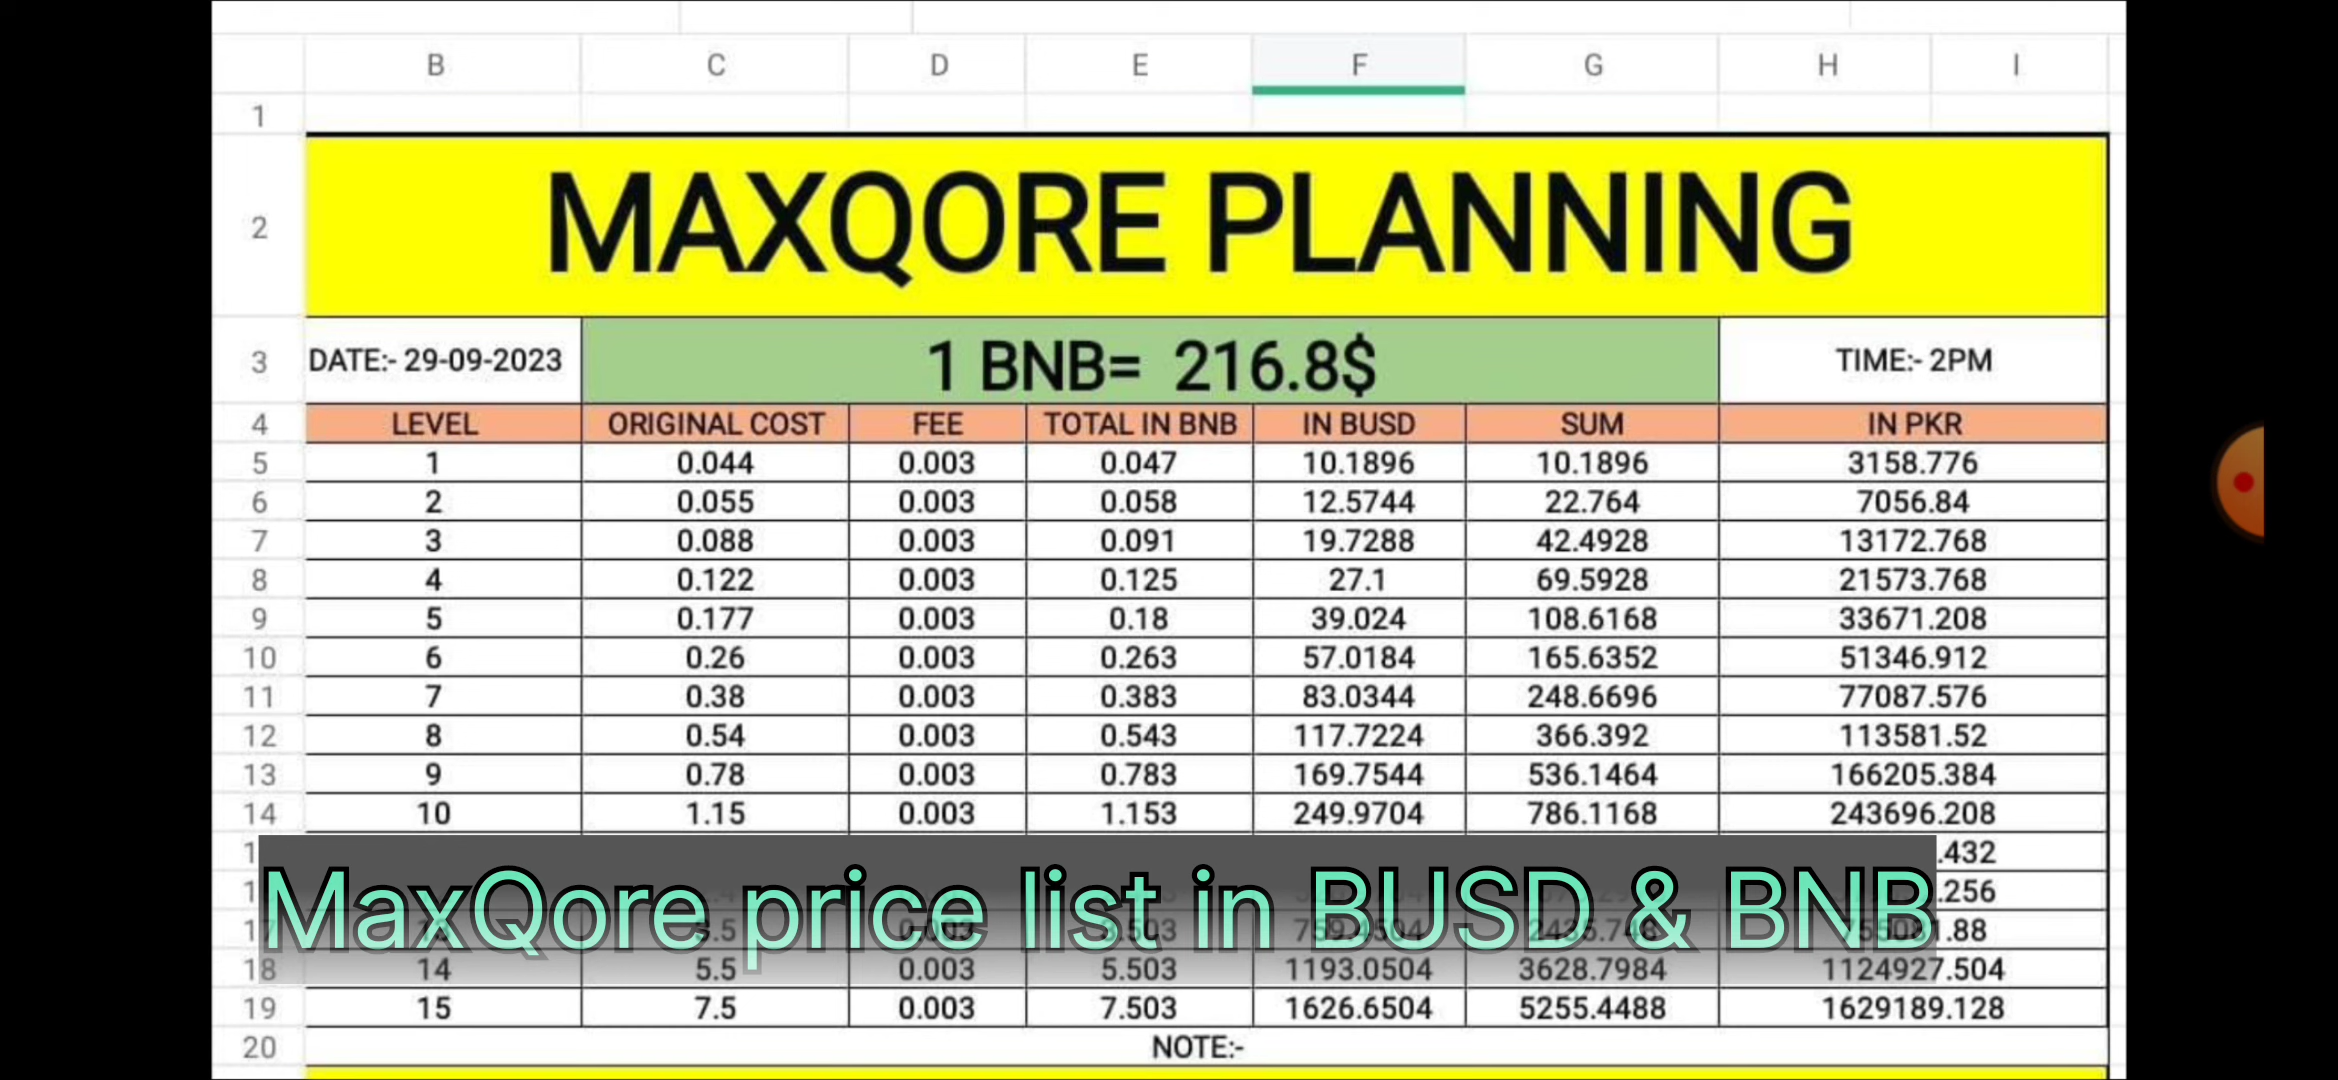 B C D E F G H I
1
2 MAXQORE PLANNING
3 DATE:- 29-09-2023 1 BNB= 216.8$ TIME:- 2PM
4 LEVEL ORIGINAL COST FEE TOTAL IN BNB IN BUSD SUM IN PKR
5 1 0.044 0.003 0.047 10.1896 10.1896 3158.776
6 2 0.055 0.003 0.058 12.5744 22.764 7056.84
7 3 0.088 0.003 0.091 19.7288 42.4928 13172.768
8 4 0.122 0.003 0.125 27.1 69.5928 21573.768
9 5 0.177 0.003 0.18 39.024 108.6168 33671.208
10 6 0.26 0.003 0.263 57.0184 165.6352 51346.912
11 7 0.38 0.003 0.383 83.0344 248.6696 77087.576
12 8 0.54 0.003 0.543 117.7224 366.392 113581.52
13 9 0.78 0.003 0.783 169.7544 536.1464 166205.384
14 10 1.15 0.003 1.153 249.9704 786.1168 243696.208
.432
.256
MaxQore price list in BUSD & BNB
17 3.5 0.003 3.503 759.4504 755081.88
18 14 5.5 0.003 5.503 1193.0504 3628.7984 1124927.504
19 15 7.5 0.003 7.503 1626.6504 5255.4488 1629189.128
20 NOTE:-